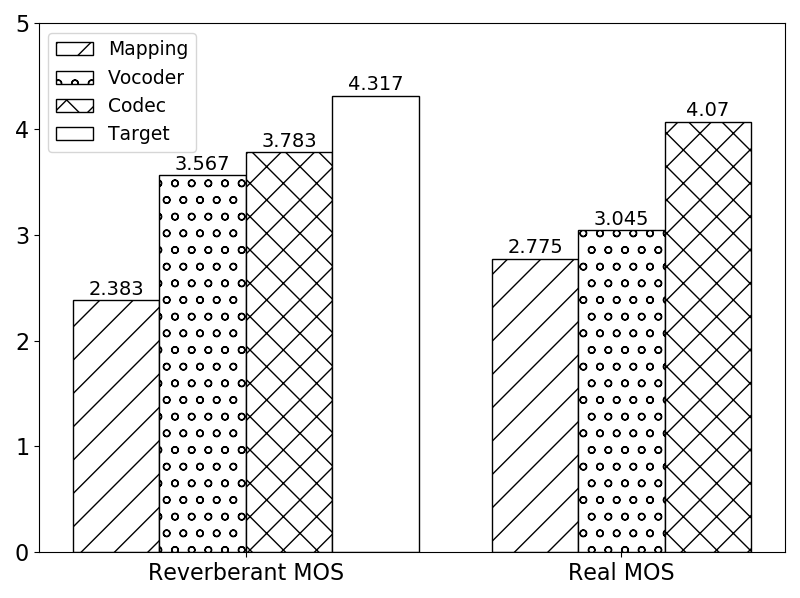 5
4
3
2
1
0
Mapping
Vocoder
Codec
Target
2.383
3.567
3.783
4.317
2.775
3.045
4.07
Reverberant MOS
Real MOS